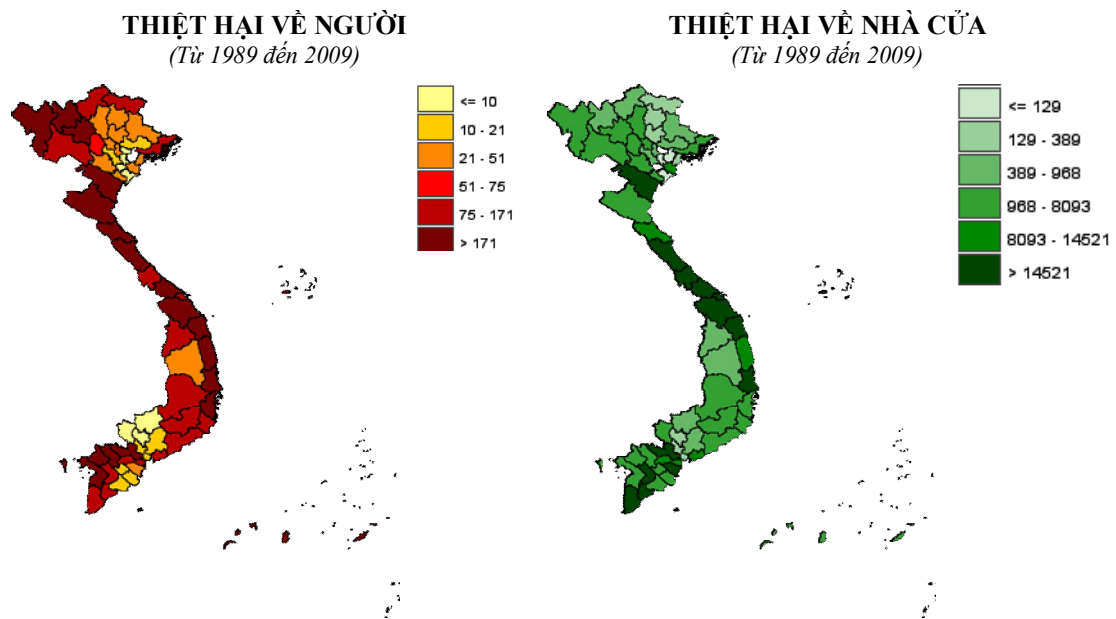 THIỆT HẠI VỀ NGƯỜI
(Từ 1989 đến 2009)
<= 10
10 - 21
21 - 51
51 - 75
75 - 171
> 171
THIỆT HẠI VỀ NHÀ CỬA
(Từ 1989 đến 2009)
<= 129
129 - 389
389 - 968
968 - 8093
8093 - 14521
> 14521